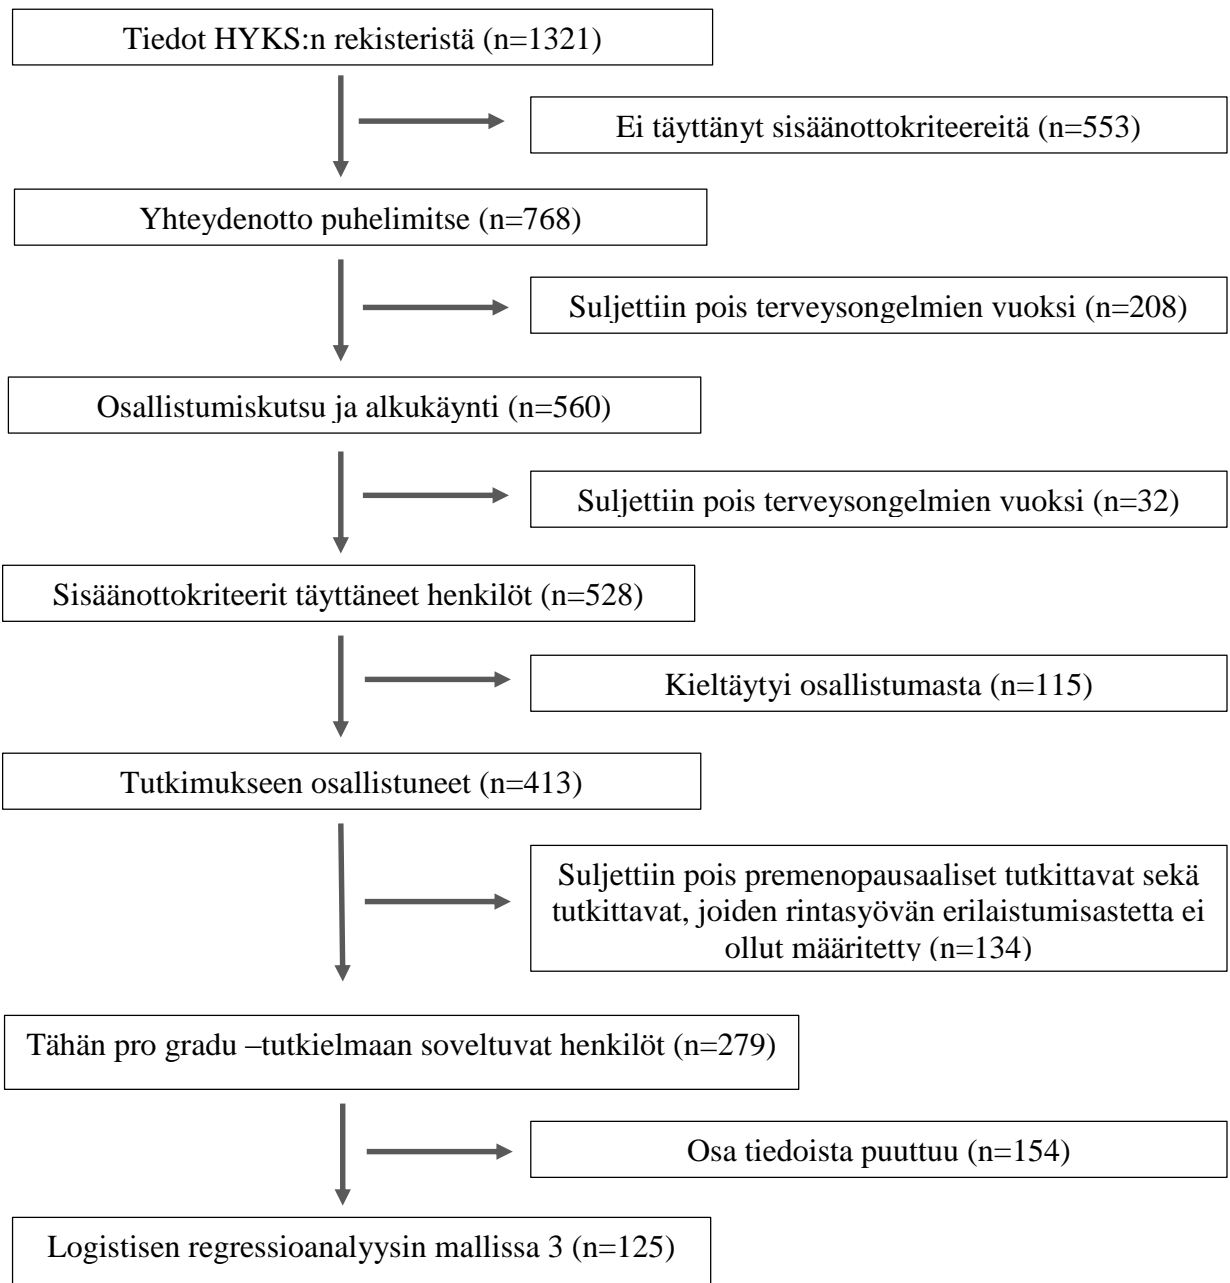 Tiedot HYKS:n rekisteristä (n=1321)
Ei täyttänyt sisäänottokriteereitä (n=553)
Yhteydenotto puhelimitse (n=768)
Suljettiin pois terveysongelmien vuoksi (n=208)
Osallistumiskutsu ja alkukäynti (n=560)
Suljettiin pois terveysongelmien vuoksi (n=32)
Sisäänottokriteerit täyttäneet henkilöt (n=528)
Kieltäytyi osallistumasta (n=115)
Tutkimukseen osallistuneet (n=413)
Suljettiin pois premenopausaaliset tutkittavat sekä
tutkittavat, joiden rintasyövän erilaistumisastetta ei
ollut määritetty (n=134)
Tähän pro gradu –tutkielmaan soveltuvat henkilöt (n=279)
Osa tiedoista puuttuu (n=154)
Logistisen regressioanalyysin mallissa 3 (n=125)